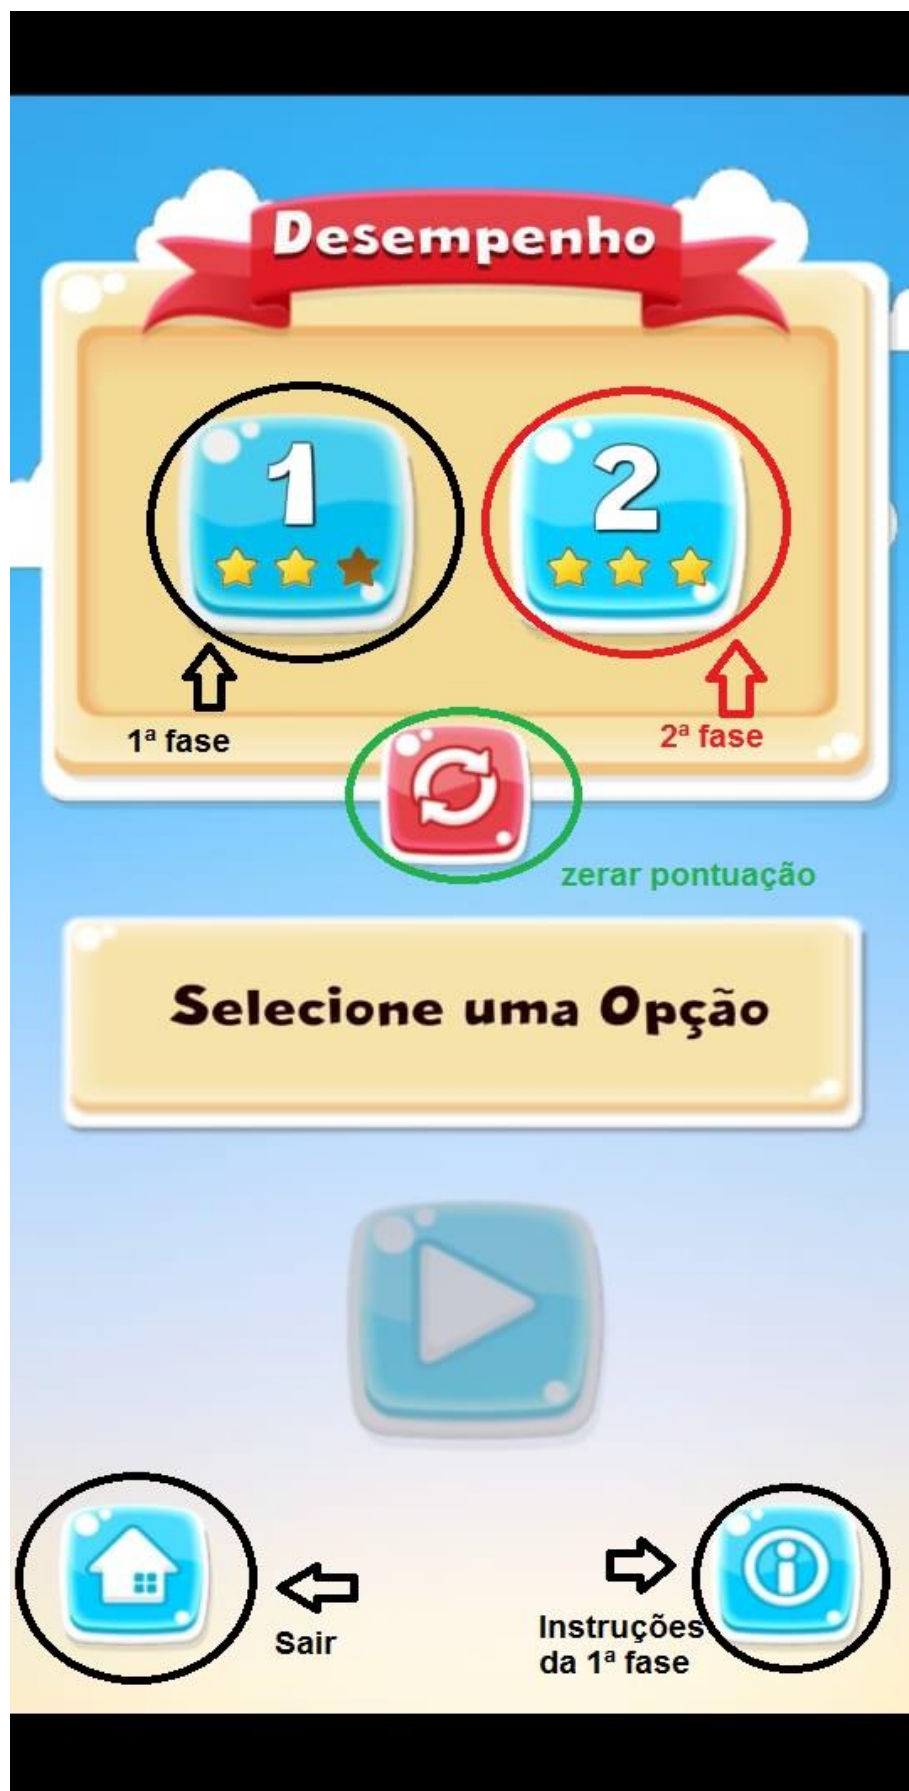 Desempenho
1
2
1ª fase
2ª fase
zerar pontuação
Selecione uma Opção
Sair
Instruções
da 1ª fase